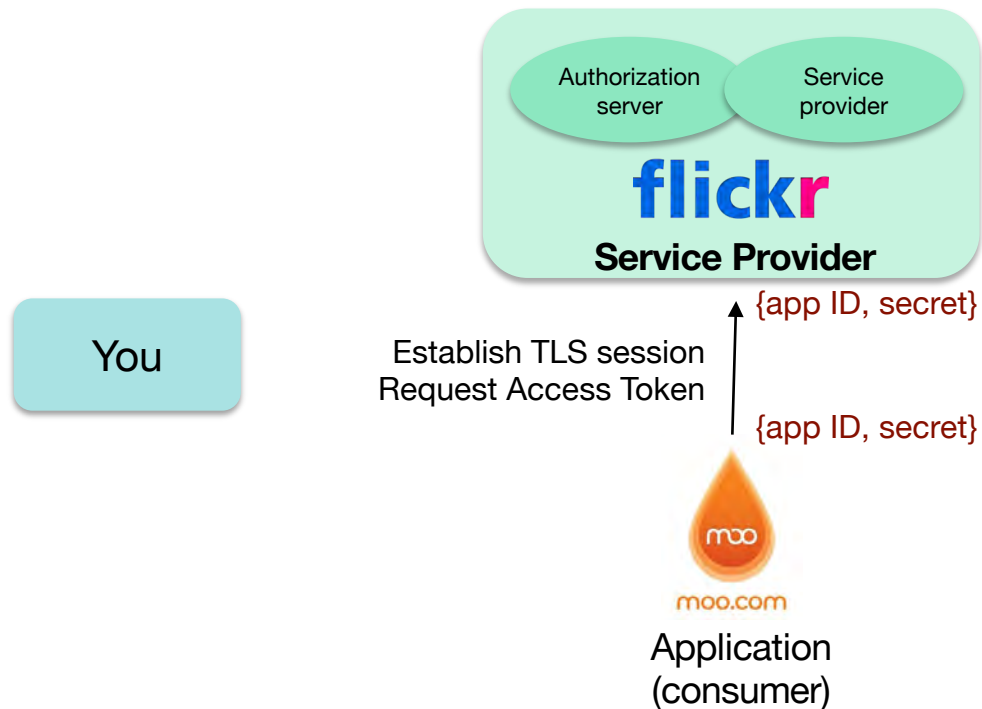 Authorization
server
Service
provider
flickr
Service Provider
{app ID, secret}
You
Establish TLS session
Request Access Token
{app ID, secret}
moo
moo.com
Application
(consumer)